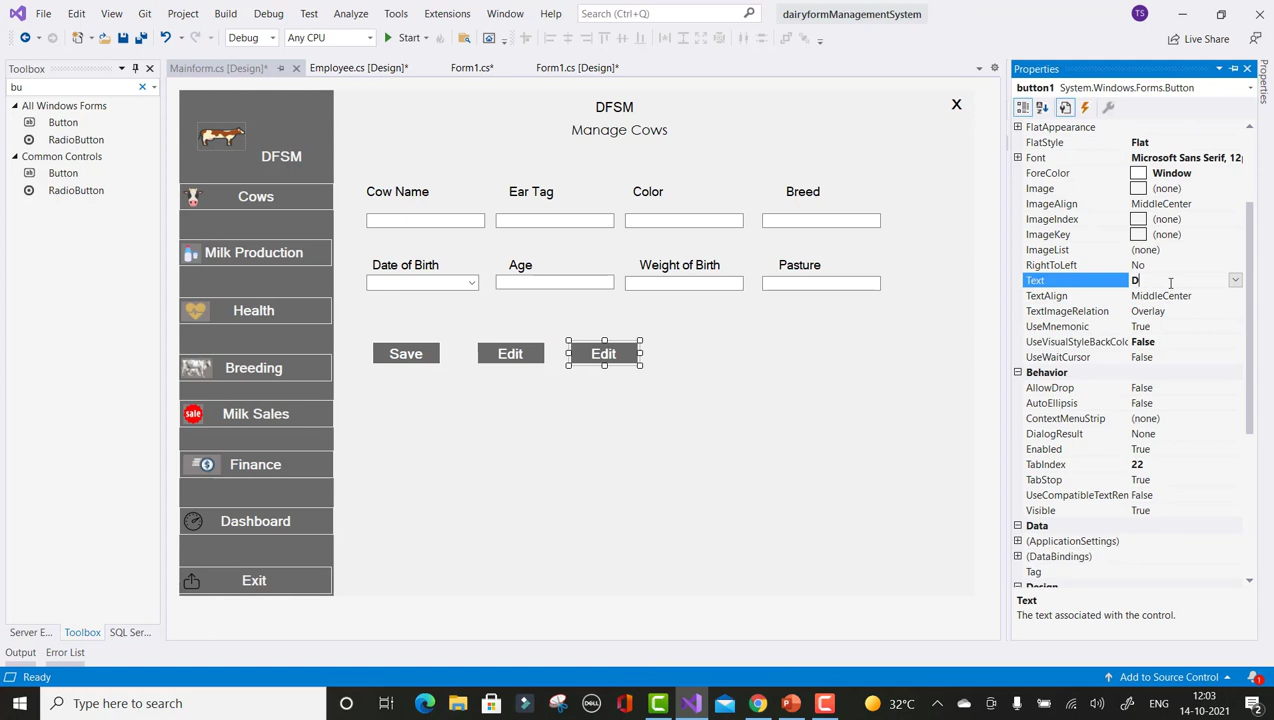 File Edit View Git Project Build Debug Test Analyze Tools Extensions Window Help Search (Ctrl+Q) dairyformManagementSystem TS
Debug Any CPU Start Live Share
Toolbox Mainform.cs [Design]* Employee.cs [Design]* Form1.cs* Form1.cs [Design]* Properties
bu
button1 System.Windows.Forms.Button
All Windows Forms
Button
RadioButton
Common Controls
Button
RadioButton
DFSM
Cows
Milk Production
Health
Breeding
sale Milk Sales
Finance
Dashboard
Exit
DFSM X
Manage Cows
Cow Name Ear Tag Color Breed
Date of Birth Age Weight of Birth Pasture
Save Edit Edit
FlatAppearance
FlatStyle Flat
Font Microsoft Sans Serif, 12p
ForeColor Window
Image (none)
ImageAlign MiddleCenter
ImageIndex (none)
ImageKey (none)
ImageList (none)
RightToLeft No
Text D
TextAlign MiddleCenter
TextImageRelation Overlay
UseMnemonic True
UseVisualStyleBackColo False
UseWaitCursor False
Behavior
AllowDrop False
AutoEllipsis False
ContextMenuStrip (none)
DialogResult None
Enabled True
TabIndex 22
TabStop True
UseCompatibleTextRen False
Visible True
Data
(ApplicationSettings)
(DataBindings)
Tag
Design
Text
The text associated with the control.
Properties
Server E... Toolbox SQL Ser...
Output Error List
Ready Add to Source Control 1
Type here to search DELL 32°C ENG 12:03
14-10-2021 2